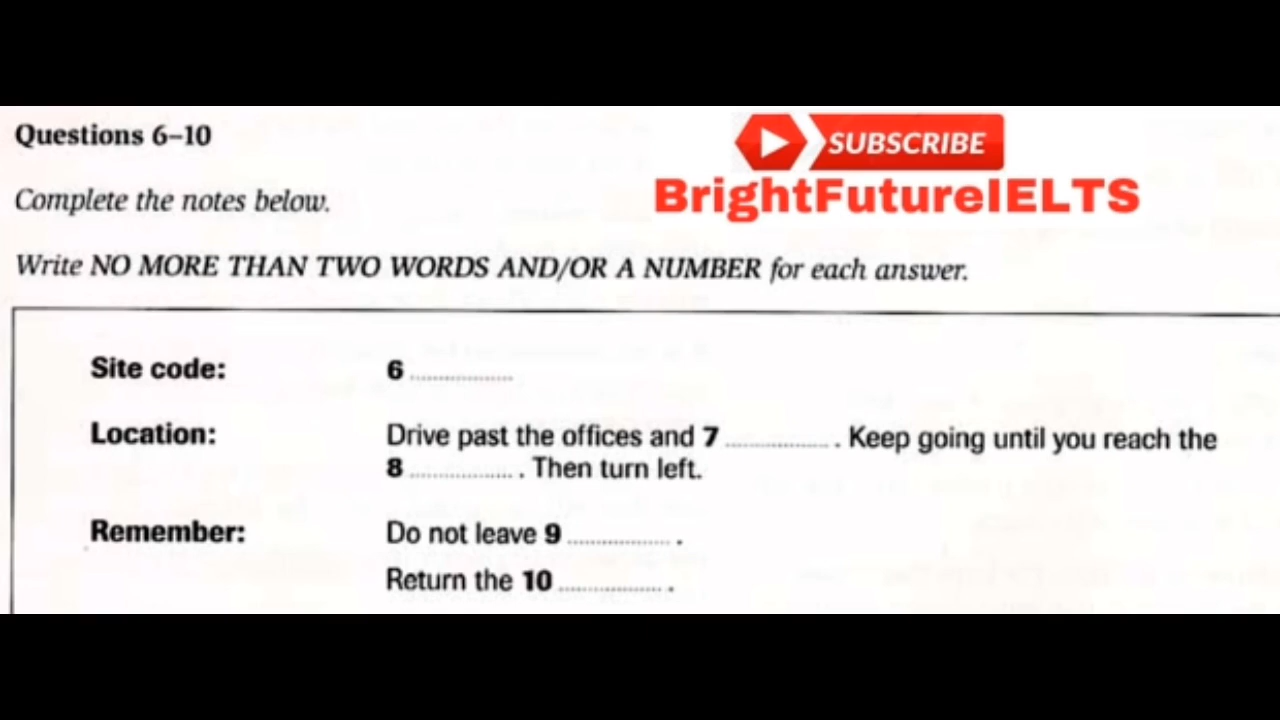 Questions 6–10
SUBSCRIBE
BrightFutureIELTS
Complete the notes below.
Write NO MORE THAN TWO WORDS AND/OR A NUMBER for each answer.
Site code: 6 ..................
Location: Drive past the offices and 7 .................. . Keep going until you reach the
8 .................. . Then turn left.
Remember: Do not leave 9 .................. .
Return the 10 .................. .